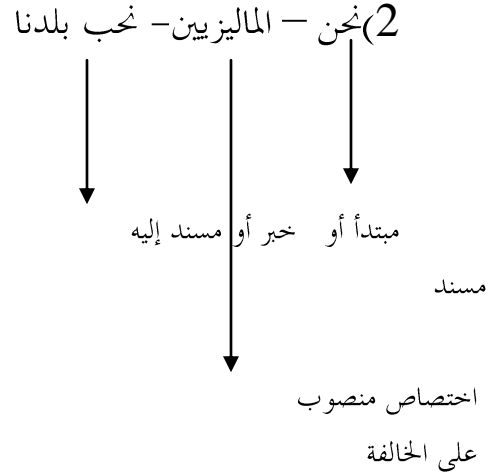 2)نحن – الماليزيين– نحب بلدنا
مبتدأ أو خبر أو مسند إليه
مسند
اختصاص منصوب
على الخالفة